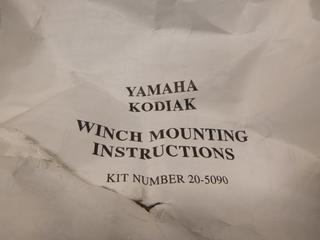 YAMAHA
KODIAK
WINCH MOUNTING
INSTRUCTIONS
KIT NUMBER 20-5090